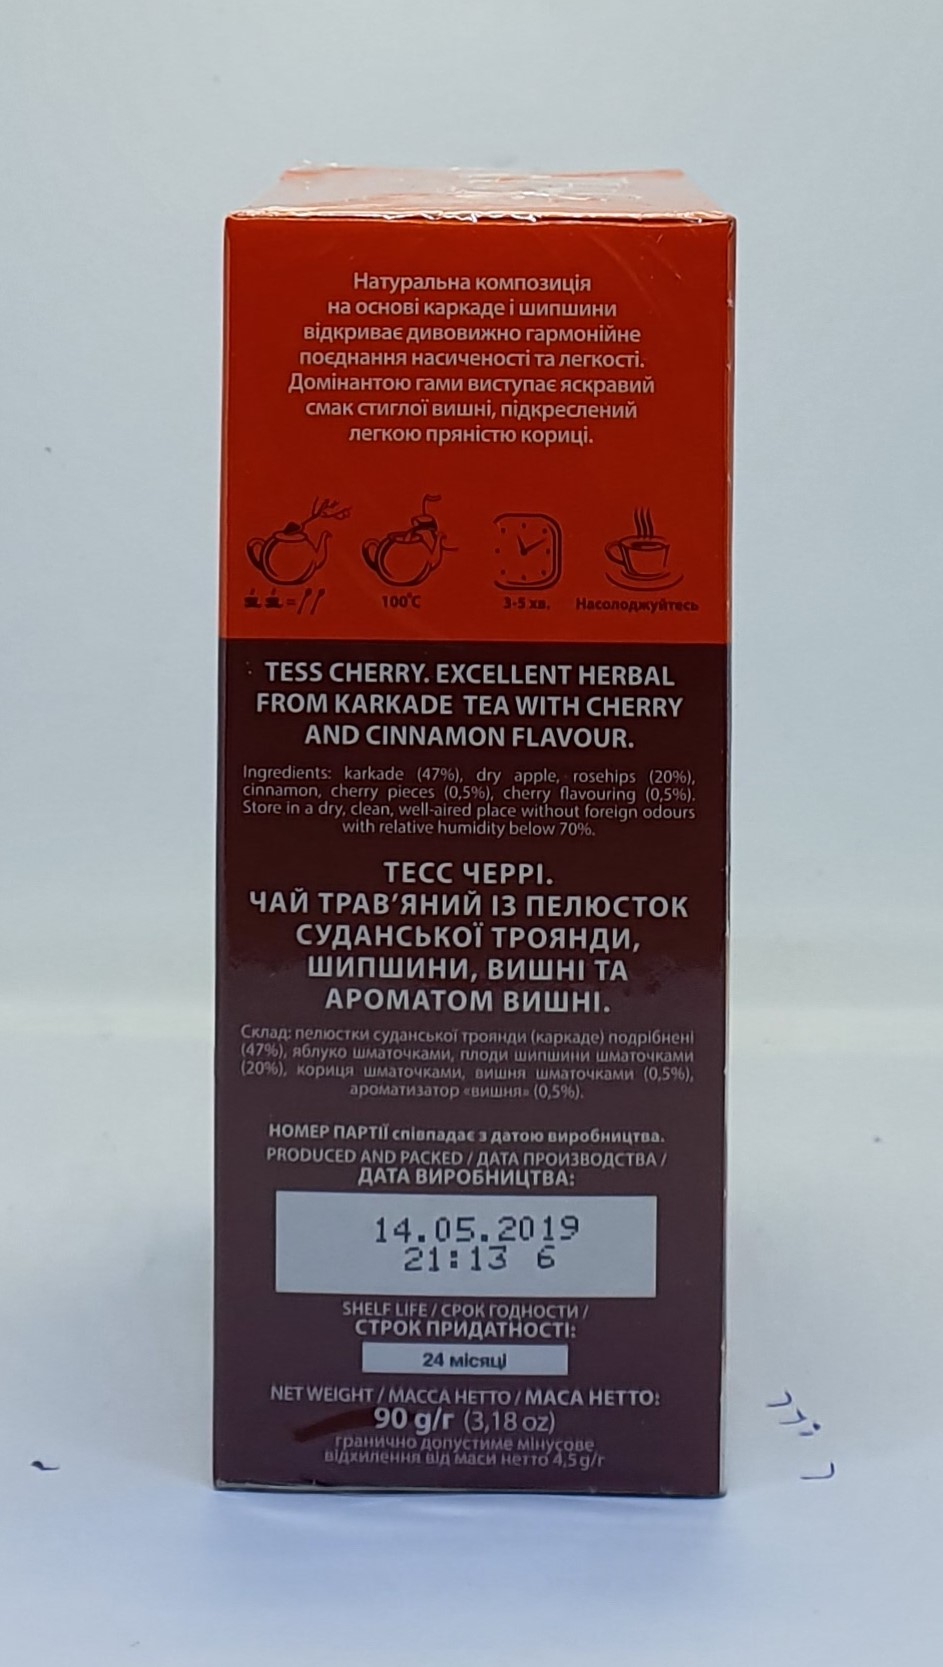 Натуральна композиція
на основі каркаде і шипшини
відкриває дивовижно гармонійне
поєднання насиченості та легкості.
Домінантою гами виступає яскравий
смак стиглої вишні, підкреслений
легкою пряністю кориці.
100°C
3-5 хв.
Насолоджуйтесь
TESS CHERRY. EXCELLENT HERBAL
FROM KARKADE TEA WITH CHERRY
AND CINNAMON FLAVOUR.
Ingredients: karkade (47%), dry apple, rosehips (20%),
cinnamon, cherry pieces (0,5%), cherry flavouring (0,5%).
Store in a dry, clean, well-aired place without foreign odours
with relative humidity below 70%.
ТЕСС ЧЕРРІ.
ЧАЙ ТРАВ’ЯНИЙ ІЗ ПЕЛЮСТОК
СУДАНСЬКОЇ ТРОЯНДИ,
ШИПШИНИ, ВИШНІ ТА
АРОМАТОМ ВИШНІ.
Склад: пелюстки суданської троянди (каркаде) подрібнені
(47%), яблуко шматочками, плоди шипшини шматочками
(20%), кориця шматочками, вишня шматочками (0,5%),
ароматизатор «вишня» (0,5%).
НОМЕР ПАРТІЇ співпадає з датою виробництва.
PRODUCED AND PACKED / ДАТА ПРОИЗВОДСТВА /
ДАТА ВИРОБНИЦТВА:
14.05.2019
21:13 6
SHELF LIFE / СРОК ГОДНОСТИ /
СТРОК ПРИДАТНОСТІ:
24 місяці
NET WEIGHT / МАССА НЕТТО / МАСА НЕТТО:
90 g/г (3,18 oz)
гранично допустиме мінусове
відхилення від маси нетто 4,5 g/г